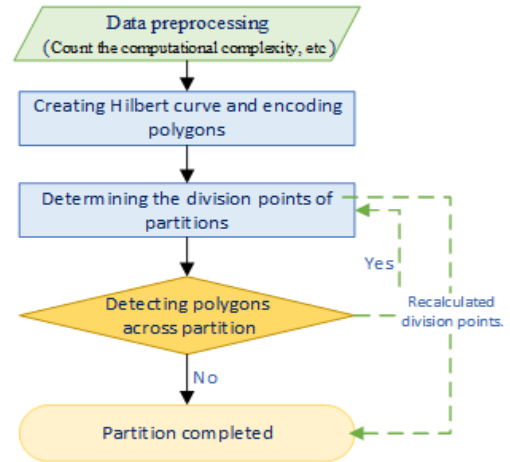 Data preprocessing
(Count the computational complexity, etc )
Creating Hilbert curve and encoding
polygons
Determining the division points of
partitions
Yes
Detecting polygons
across partition
Recalculated
division points.
No
Partition completed